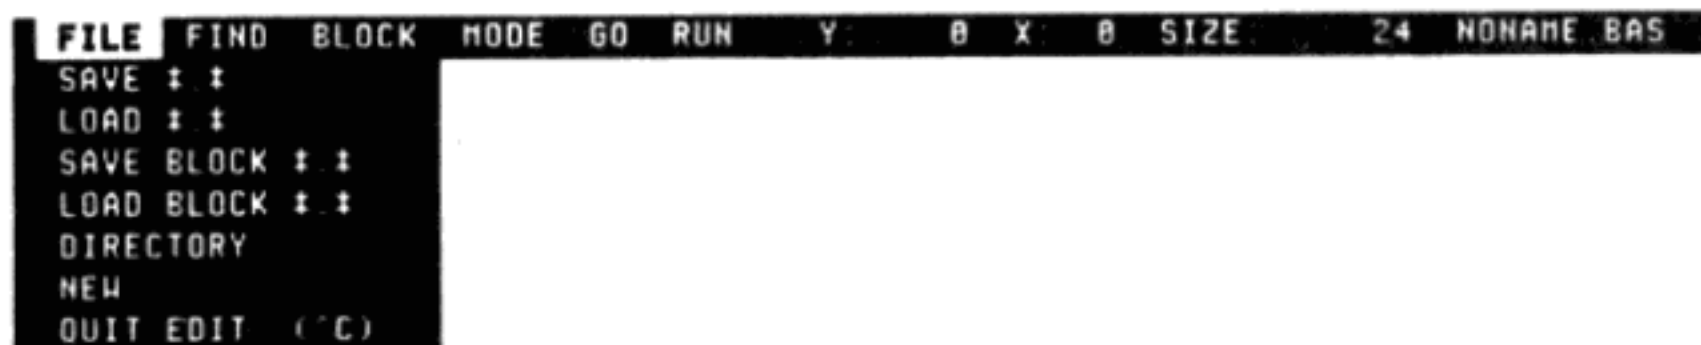 FILE FIND BLOCK MODE GO RUN Y: 0 X: 0 SIZE: 24 NONAME.BAS
SAVE *.*
LOAD *.*
SAVE BLOCK *.*
LOAD BLOCK *.*
DIRECTORY
NEW
QUIT EDIT (^C)